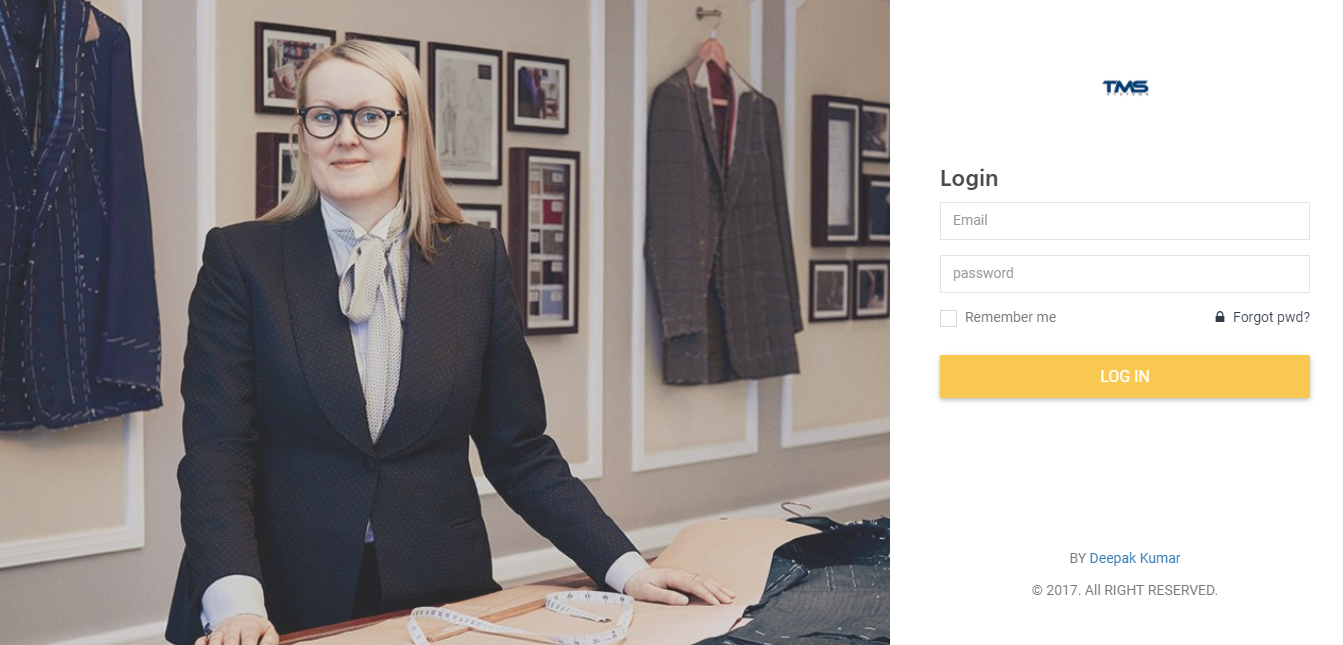 TMS
Login
Email
password
Remember me
Forgot pwd?
LOG IN
BY Deepak Kumar
© 2017. All RIGHT RESERVED.